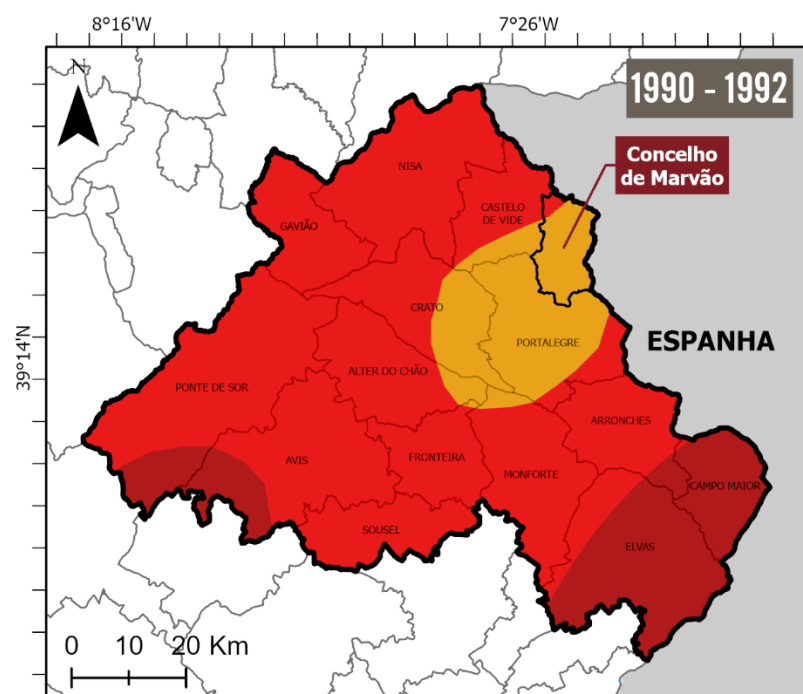 8°16'W
7°26'W
N
1990 - 1992
Concelho
de Marvão
NISA
CASTELO
DE VIDE
GAVIÃO
CRATO
39°14'N
ESPANHA
PORTALEGRE
ALTER DO CHÃO
PONTE DE SOR
ARRONCHES
FRONTEIRA
AVIS
MONFORTE
CAMPO MAIOR
SOUSEL
ELVAS
0 10 20 Km